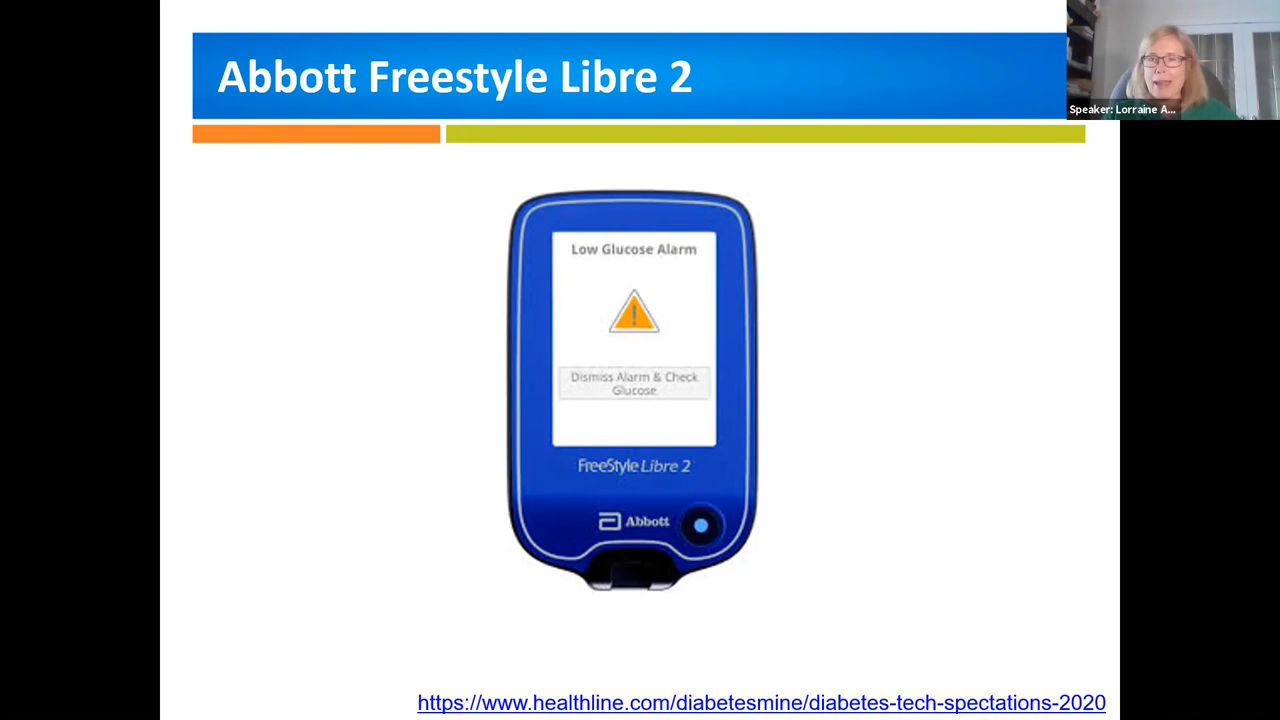 Abbott Freestyle Libre 2
Speaker: Lorraine A...
Low Glucose Alarm
Dismiss Alarm & Check
Glucose
FreeStyle Libre 2
Abbott
https://www.healthline.com/diabetesmine/diabetes-tech-spectations-2020